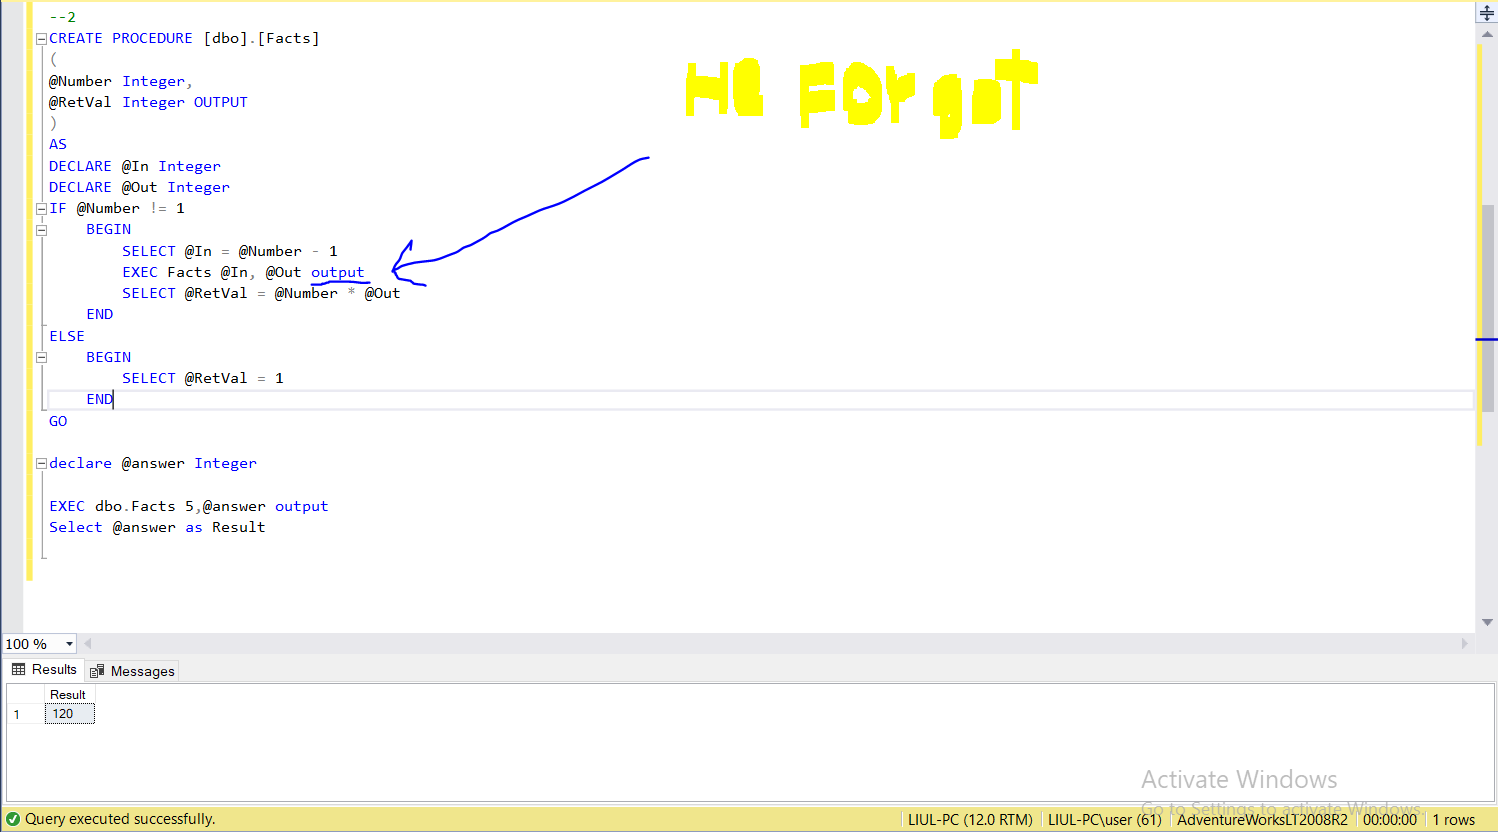 --2
CREATE PROCEDURE [dbo].[Facts]
(
@Number Integer,
@RetVal Integer OUTPUT
)
AS
DECLARE @In Integer
DECLARE @Out Integer
IF @Number != 1
BEGIN
SELECT @In = @Number - 1
EXEC Facts @In, @Out output
SELECT @RetVal = @Number * @Out
END
ELSE
BEGIN
SELECT @RetVal = 1
END
GO
declare @answer Integer
EXEC dbo.Facts 5,@answer output
Select @answer as Result
He Forgot
100 %
Results Messages
Result
1 120
Activate Windows
Go to Settings to activate Windows.
Query executed successfully. LIUL-PC (12.0 RTM) LIUL-PC\user (61) AdventureWorksLT2008R2 00:00:00 1 rows